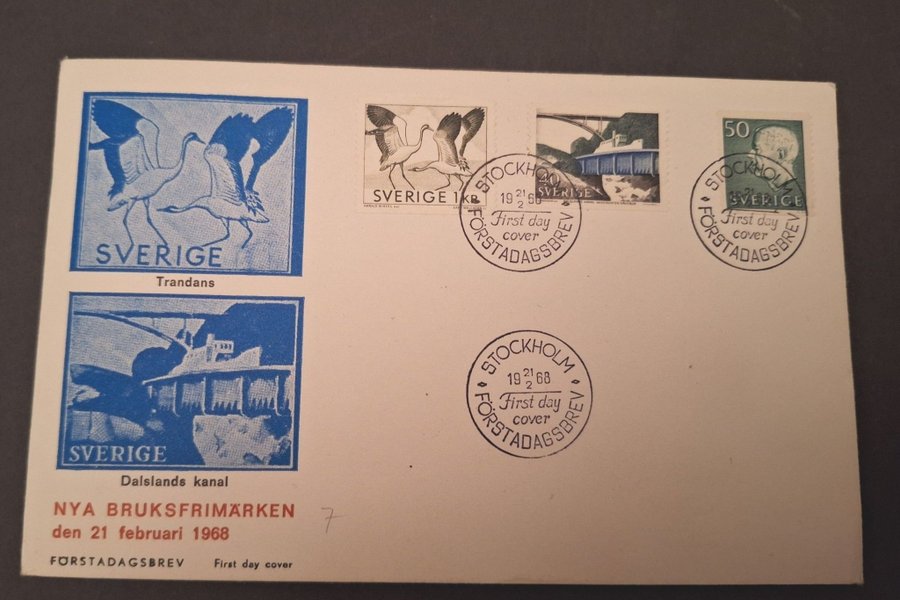 SVERIGE
Trandans
SVERIGE
Dalslands kanal
NYA BRUKSFRIMÄRKEN
den 21 februari 1968
FÖRSTADAGSBREV First day cover
7
SVERIGE 1 KR
SVERIGE
50
SVERIGE
STOCKHOLM
19 21/2 68
First day
cover
FÖRSTADAGSBREV
STOCKHOLM
21
First day
cover
FÖRSTADAGSBREV
STOCKHOLM
19 21/2 68
First day
cover
FÖRSTADAGSBREV